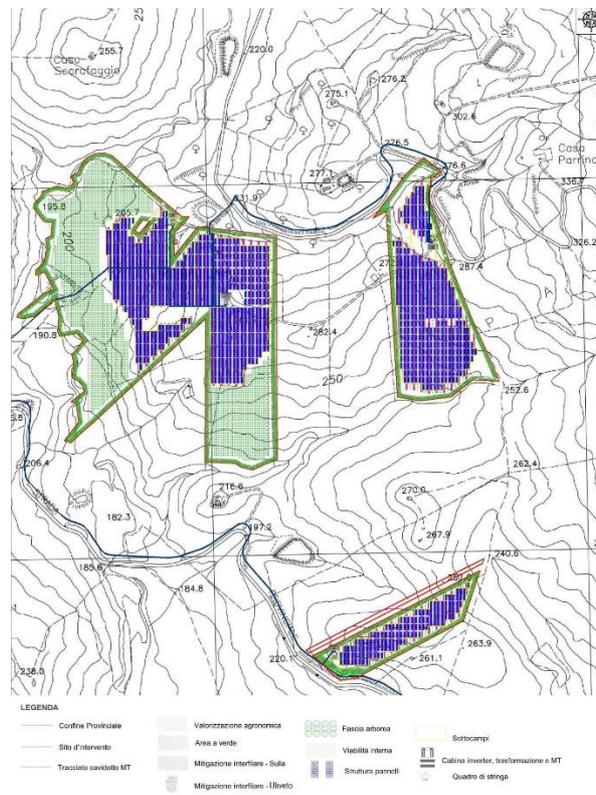 255.7
Casa
Scorafaggio
220.0
276.2
275.1
302.6
276.5
276.6
Casa
Parrino
277.1
336.7
195.8
205.7
231.9
200
326.2
272
287.4
190.8
282.4
250
252.6
206.4
262.4
216.6
270.0
182.3
197.2
267.9
185.6
240.6
184.8
220.1
263.9
261.1
238.0
LEGENDA
Confine Provinciale
Sito d'intervento
Tracciato cavidotto MT
Valorizzazione agronomica
Area a verde
Mitigazione interfilare - Sulla
Mitigazione interfilare - Uliveto
Fascia arborea
Viabilità interna
Struttura pannelli
Sottocampi
Cabina inverter, trasformazione e MT
Quadro di stringa